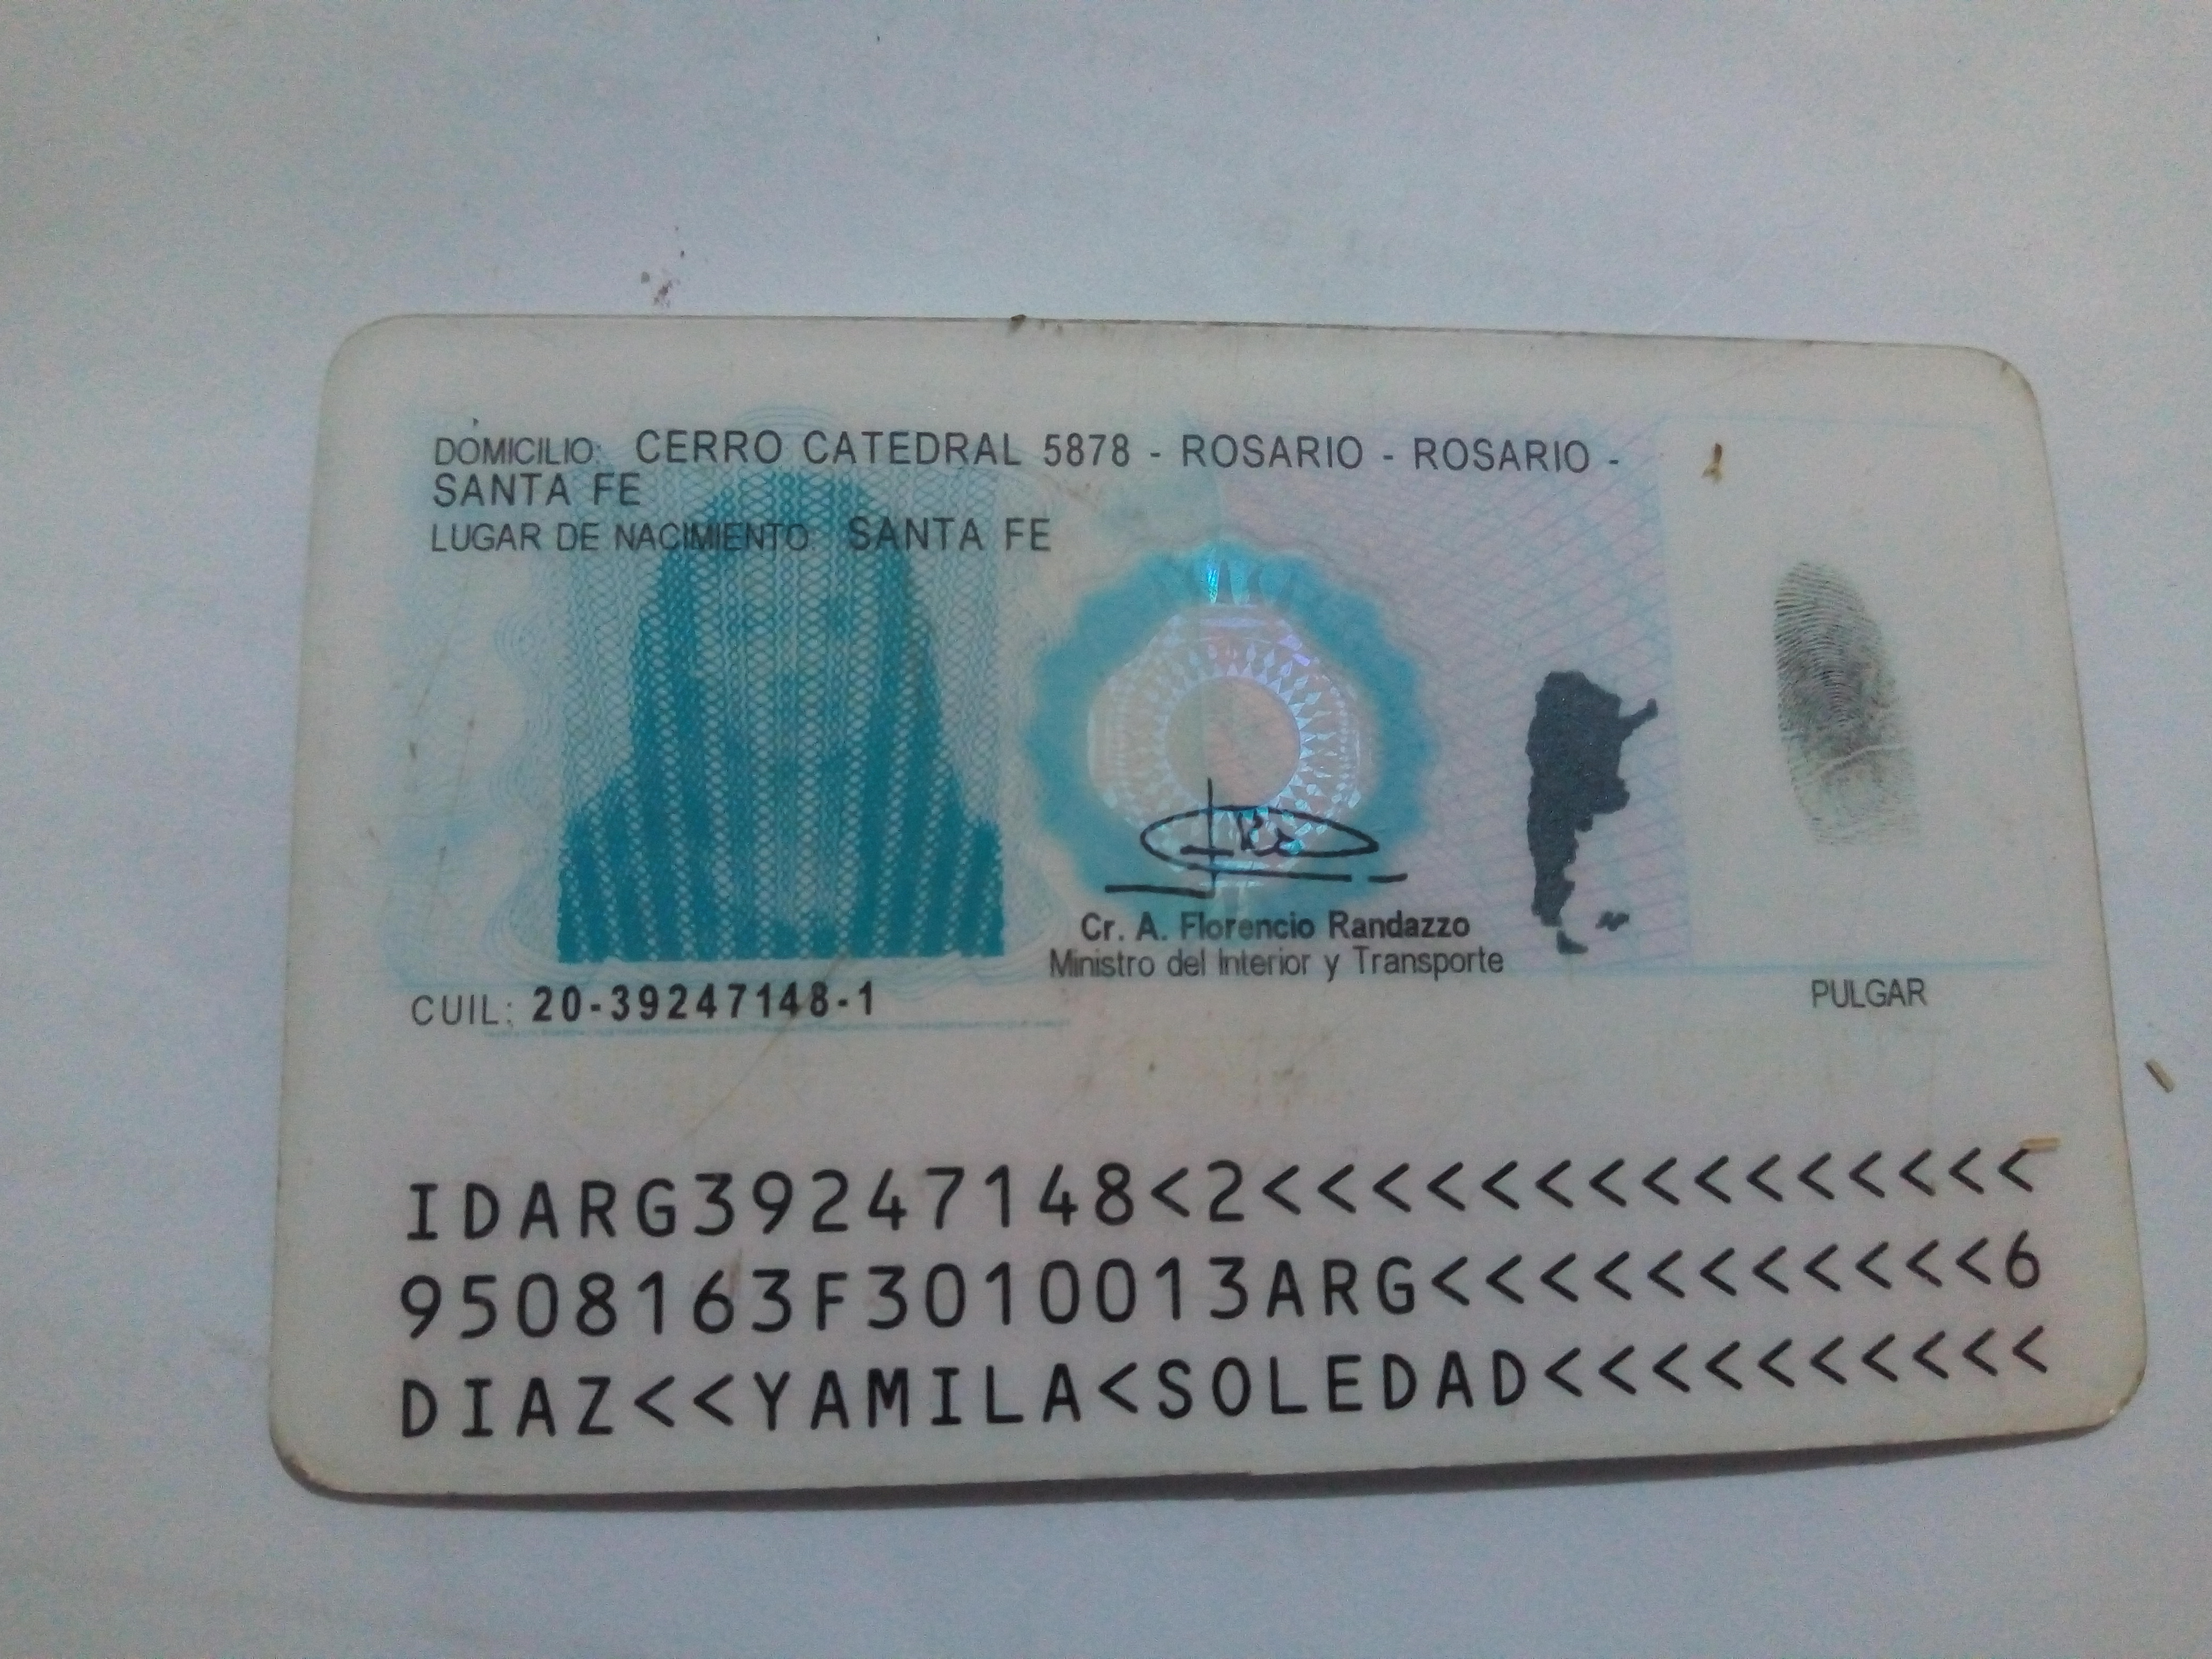 DOMICILIO: CERRO CATEDRAL 5878 - ROSARIO - ROSARIO -
SANTA FE
LUGAR DE NACIMIENTO: SANTA FE
Cr. A. Florencio Randazzo
Ministro del Interior y Transporte
CUIL: 20-39247148-1
PULGAR
IDARG39247148<2<<<<<<<<<<<<<<<
9508163F3010013ARG<<<<<<<<<<<6
DIAZ<<YAMILA<SOLEDAD<<<<<<<<<<